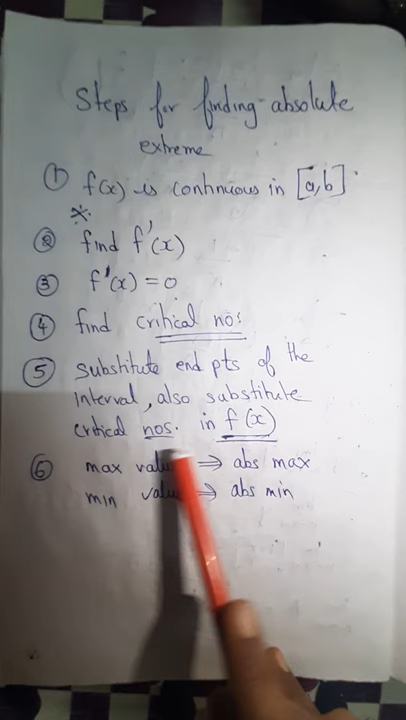 Steps for finding absolute
extreme
① f(x) is continuous in [a,b]
② find f'(x)
③ f'(x) = 0
④ find critical no:
⑤ substitute end pts of the
interval, also substitute
critical nos. in f(x)
⑥ max value ⇒ abs max
min value ⇒ abs min